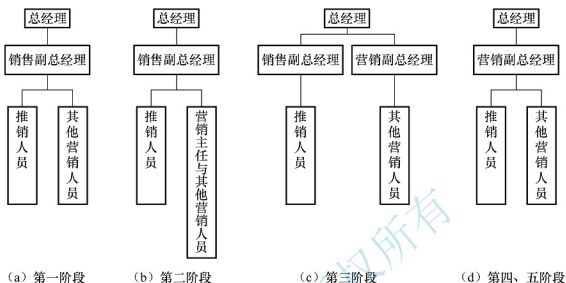 总经理
销售副总经理
推销人员
其他营销人员
(a) 第一阶段
总经理
销售副总经理
推销人员
营销主任与其他营销人员
(b) 第二阶段
总经理
销售副总经理
营销副总经理
推销人员
其他营销人员
(c) 第三阶段
总经理
营销副总经理
推销人员
其他营销人员
(d) 第四、五阶段
权所有